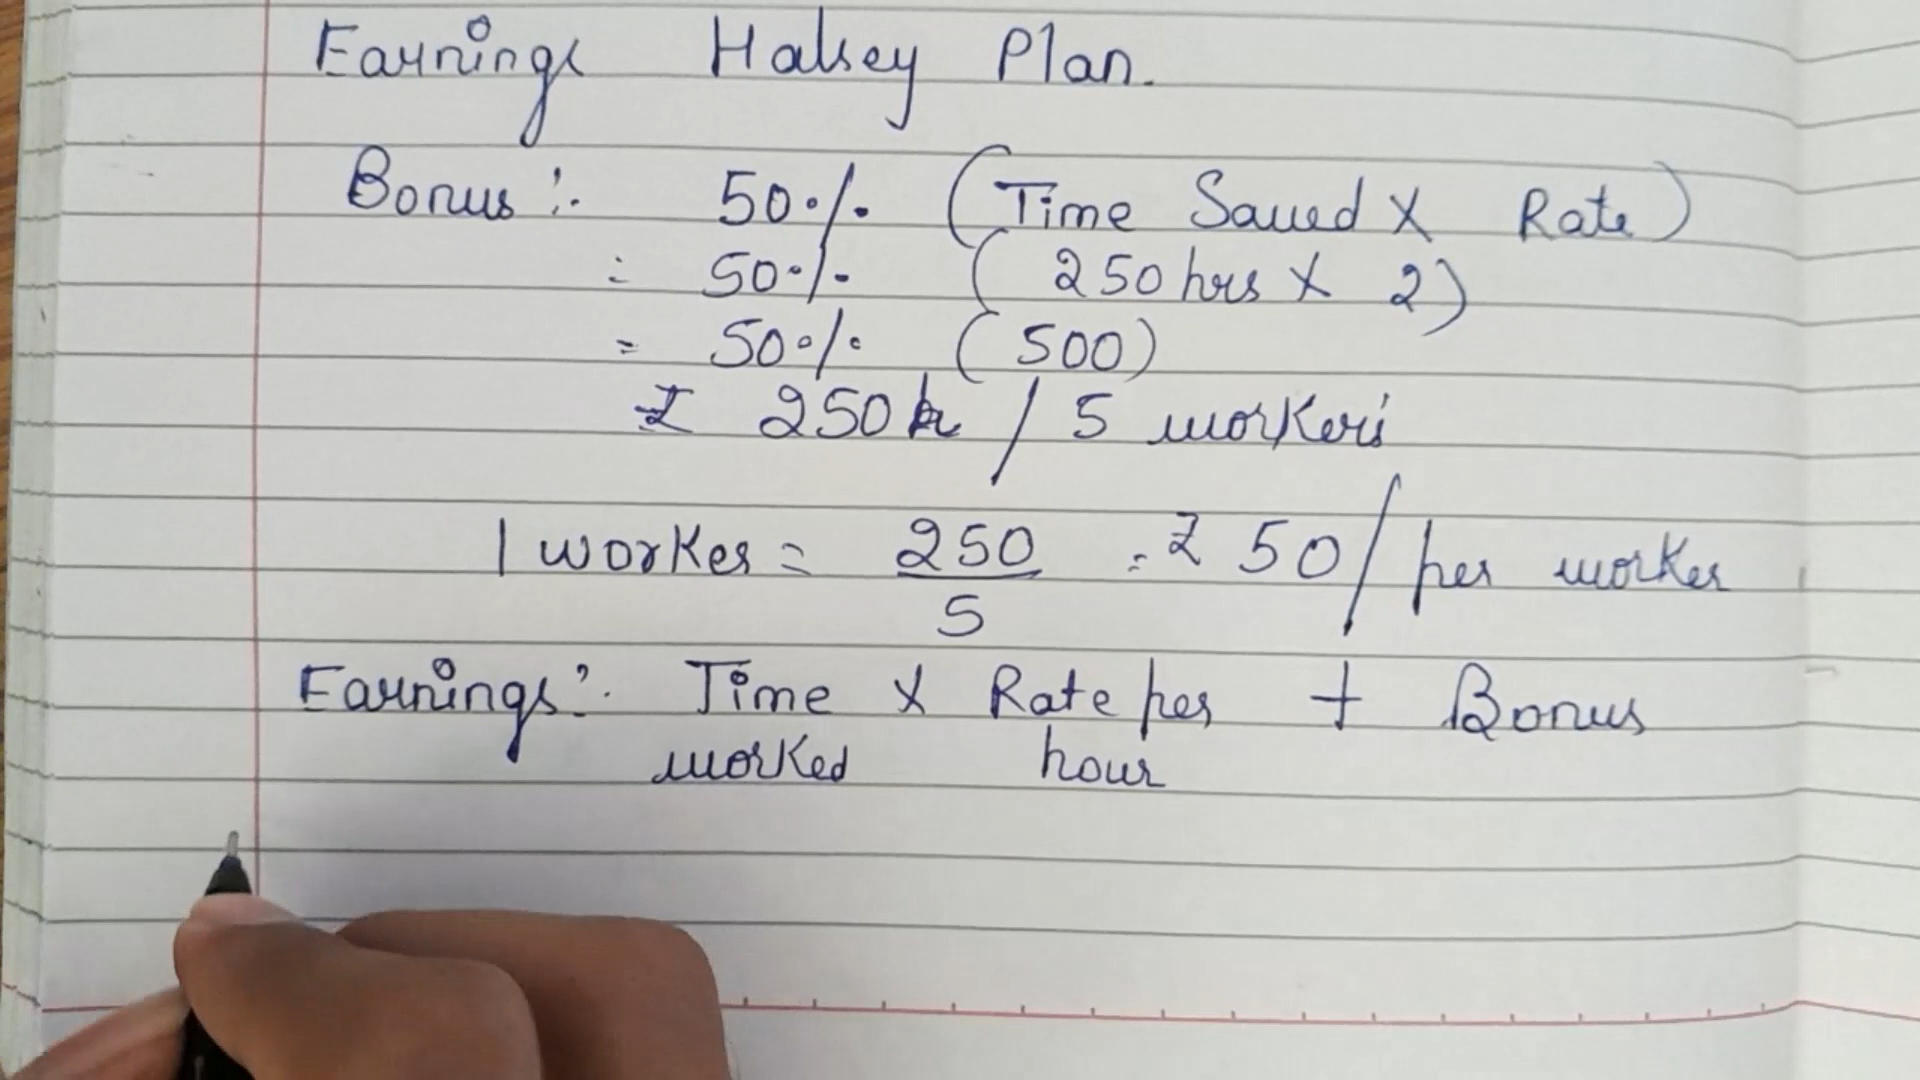 Earnings Halsey Plan.
Bonus :- 50% (Time Saved X Rate)
= 50% (250 hrs X 2)
= 50% (500)
₹ 250 / 5 workers
1 worker = 250/5 = ₹ 50/ per worker
Earnings :- Time worked X Rate per hour + Bonus